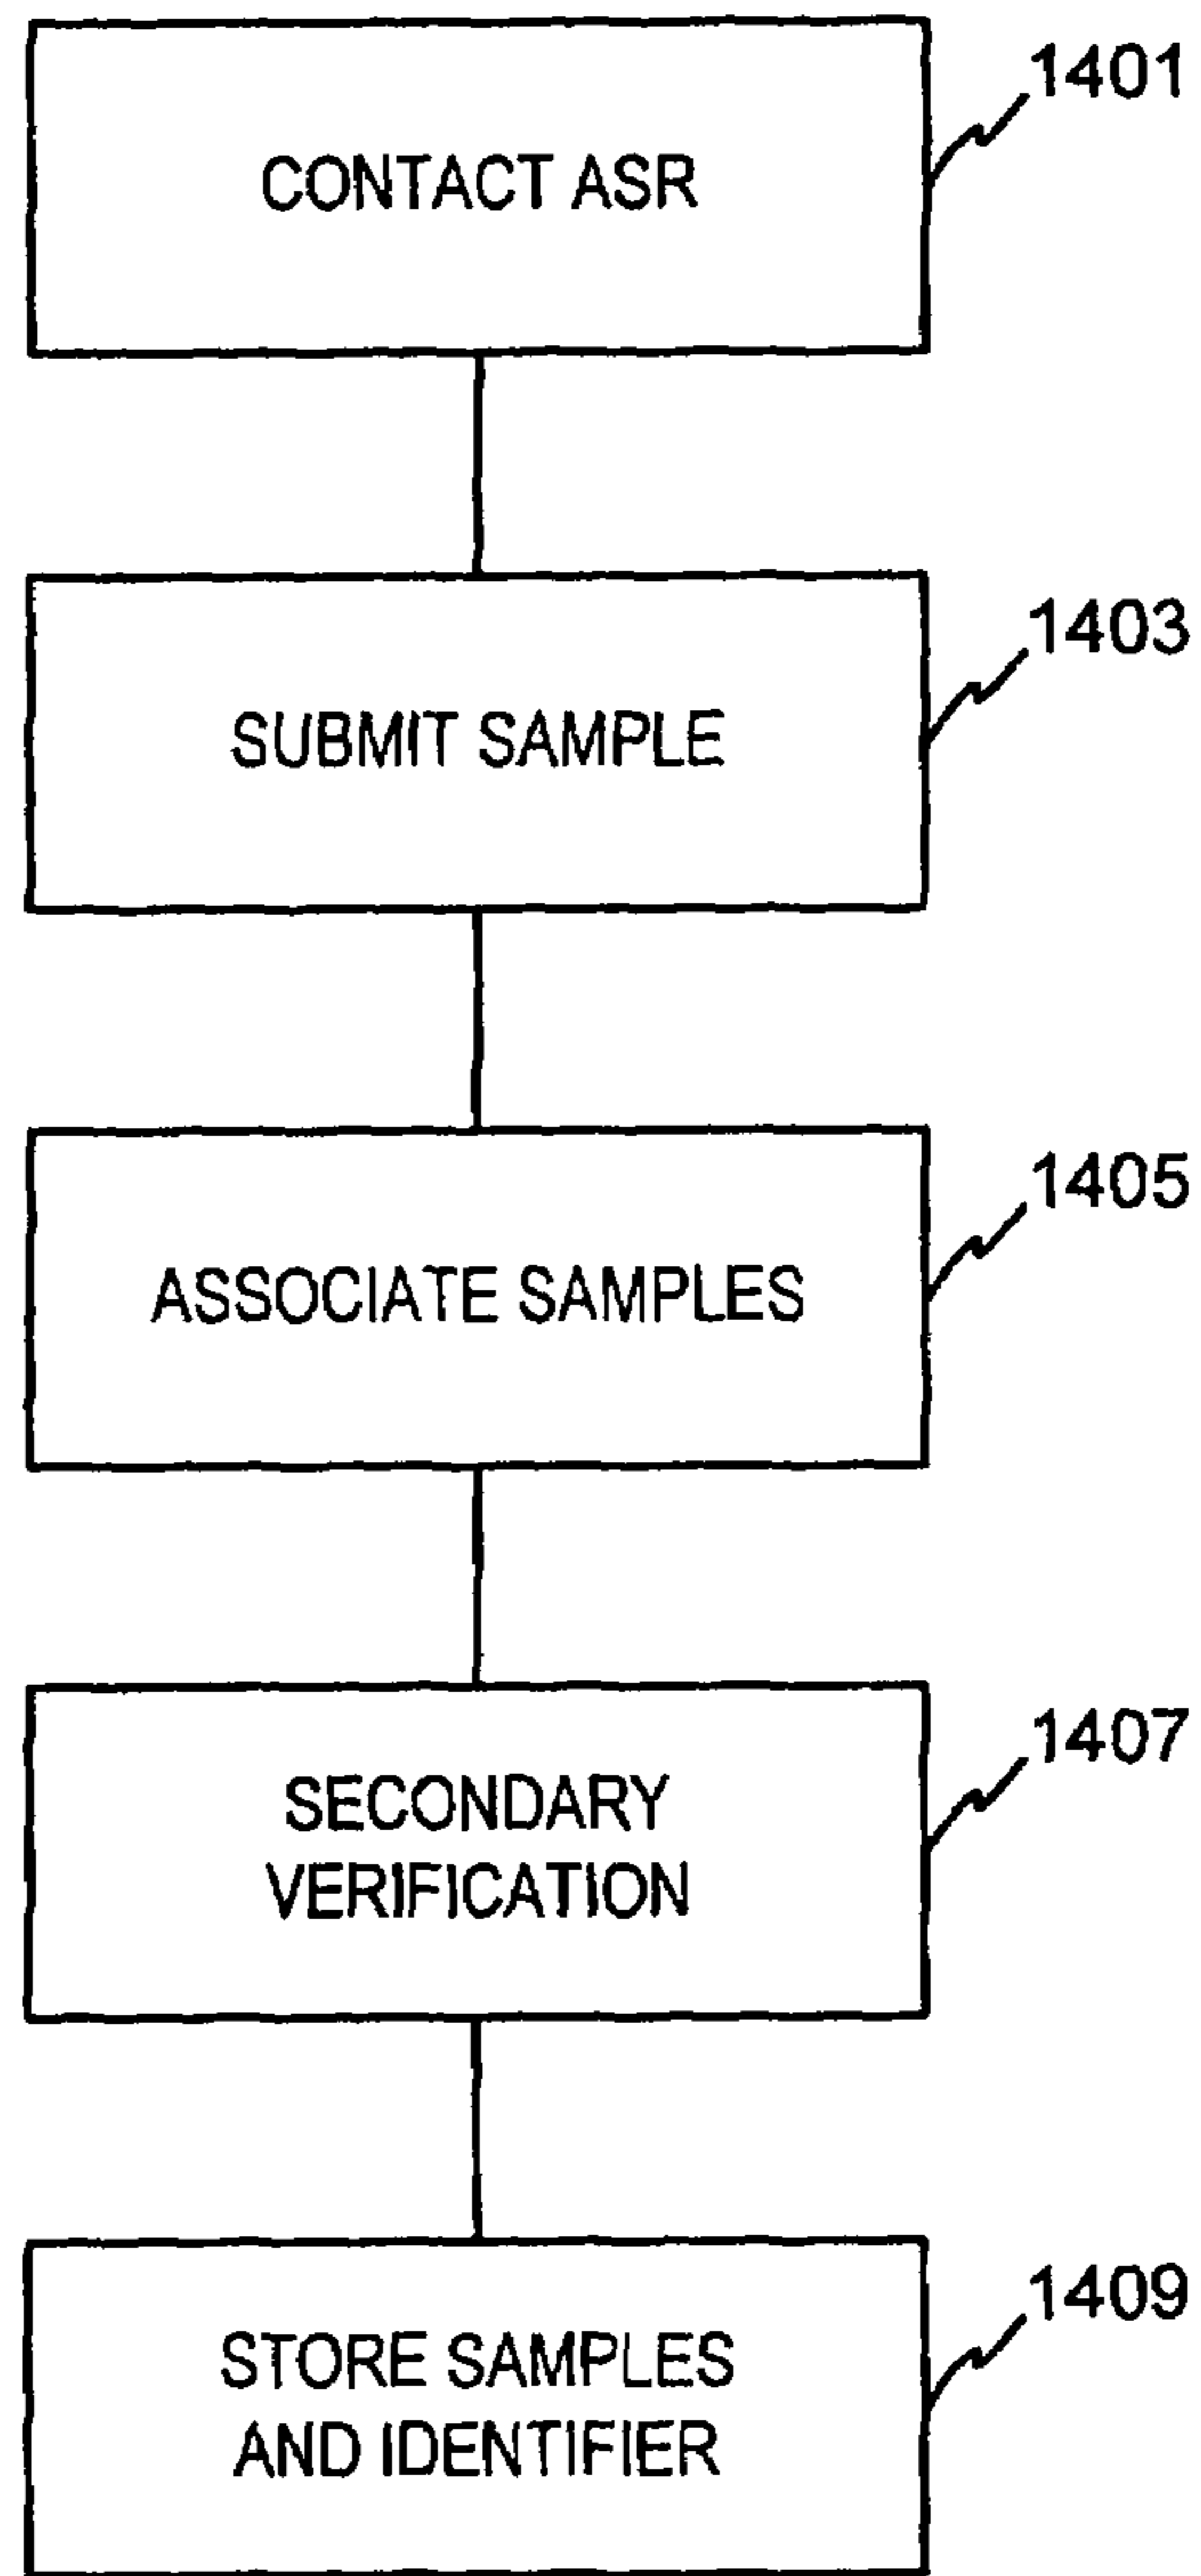 CONTACT ASR
1401
SUBMIT SAMPLE
1403
ASSOCIATE SAMPLES
1405
SECONDARY
VERIFICATION
1407
STORE SAMPLES
AND IDENTIFIER
1409